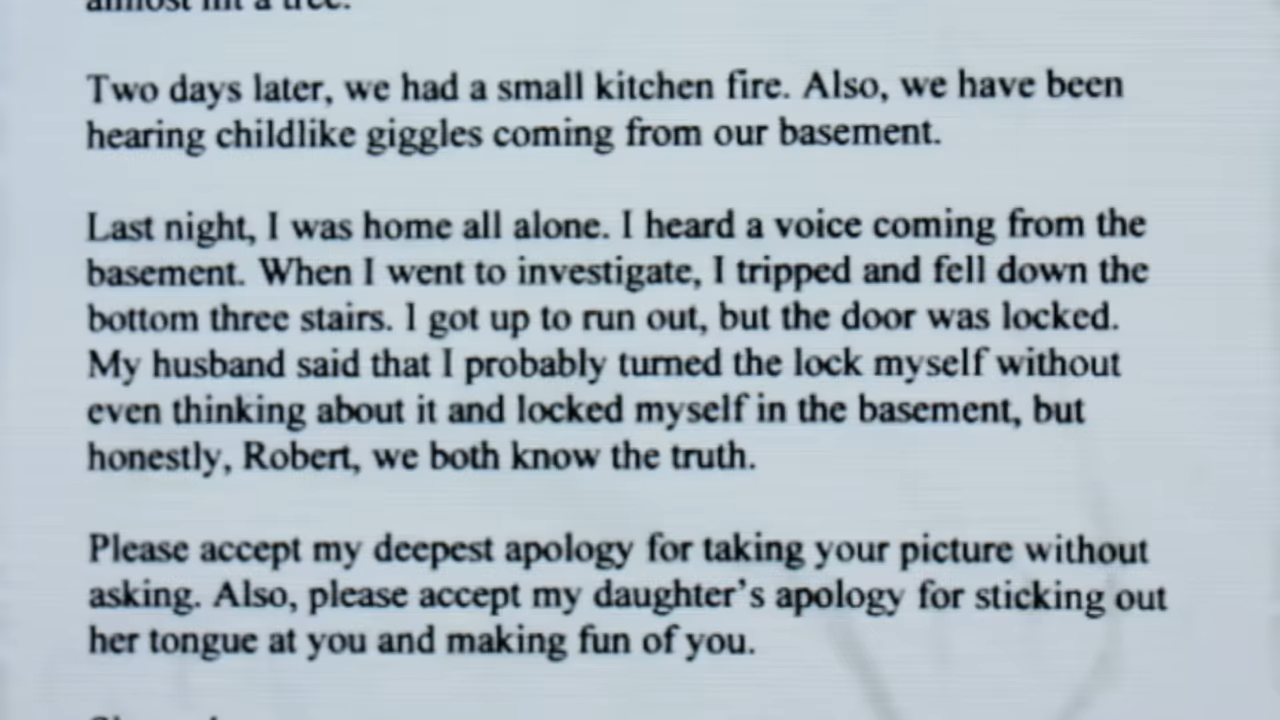 almost hit a tree.
Two days later, we had a small kitchen fire. Also, we have been
hearing childlike giggles coming from our basement.
Last night, I was home all alone. I heard a voice coming from the
basement. When I went to investigate, I tripped and fell down the
bottom three stairs. I got up to run out, but the door was locked.
My husband said that I probably turned the lock myself without
even thinking about it and locked myself in the basement, but
honestly, Robert, we both know the truth.
Please accept my deepest apology for taking your picture without
asking. Also, please accept my daughter's apology for sticking out
her tongue at you and making fun of you.